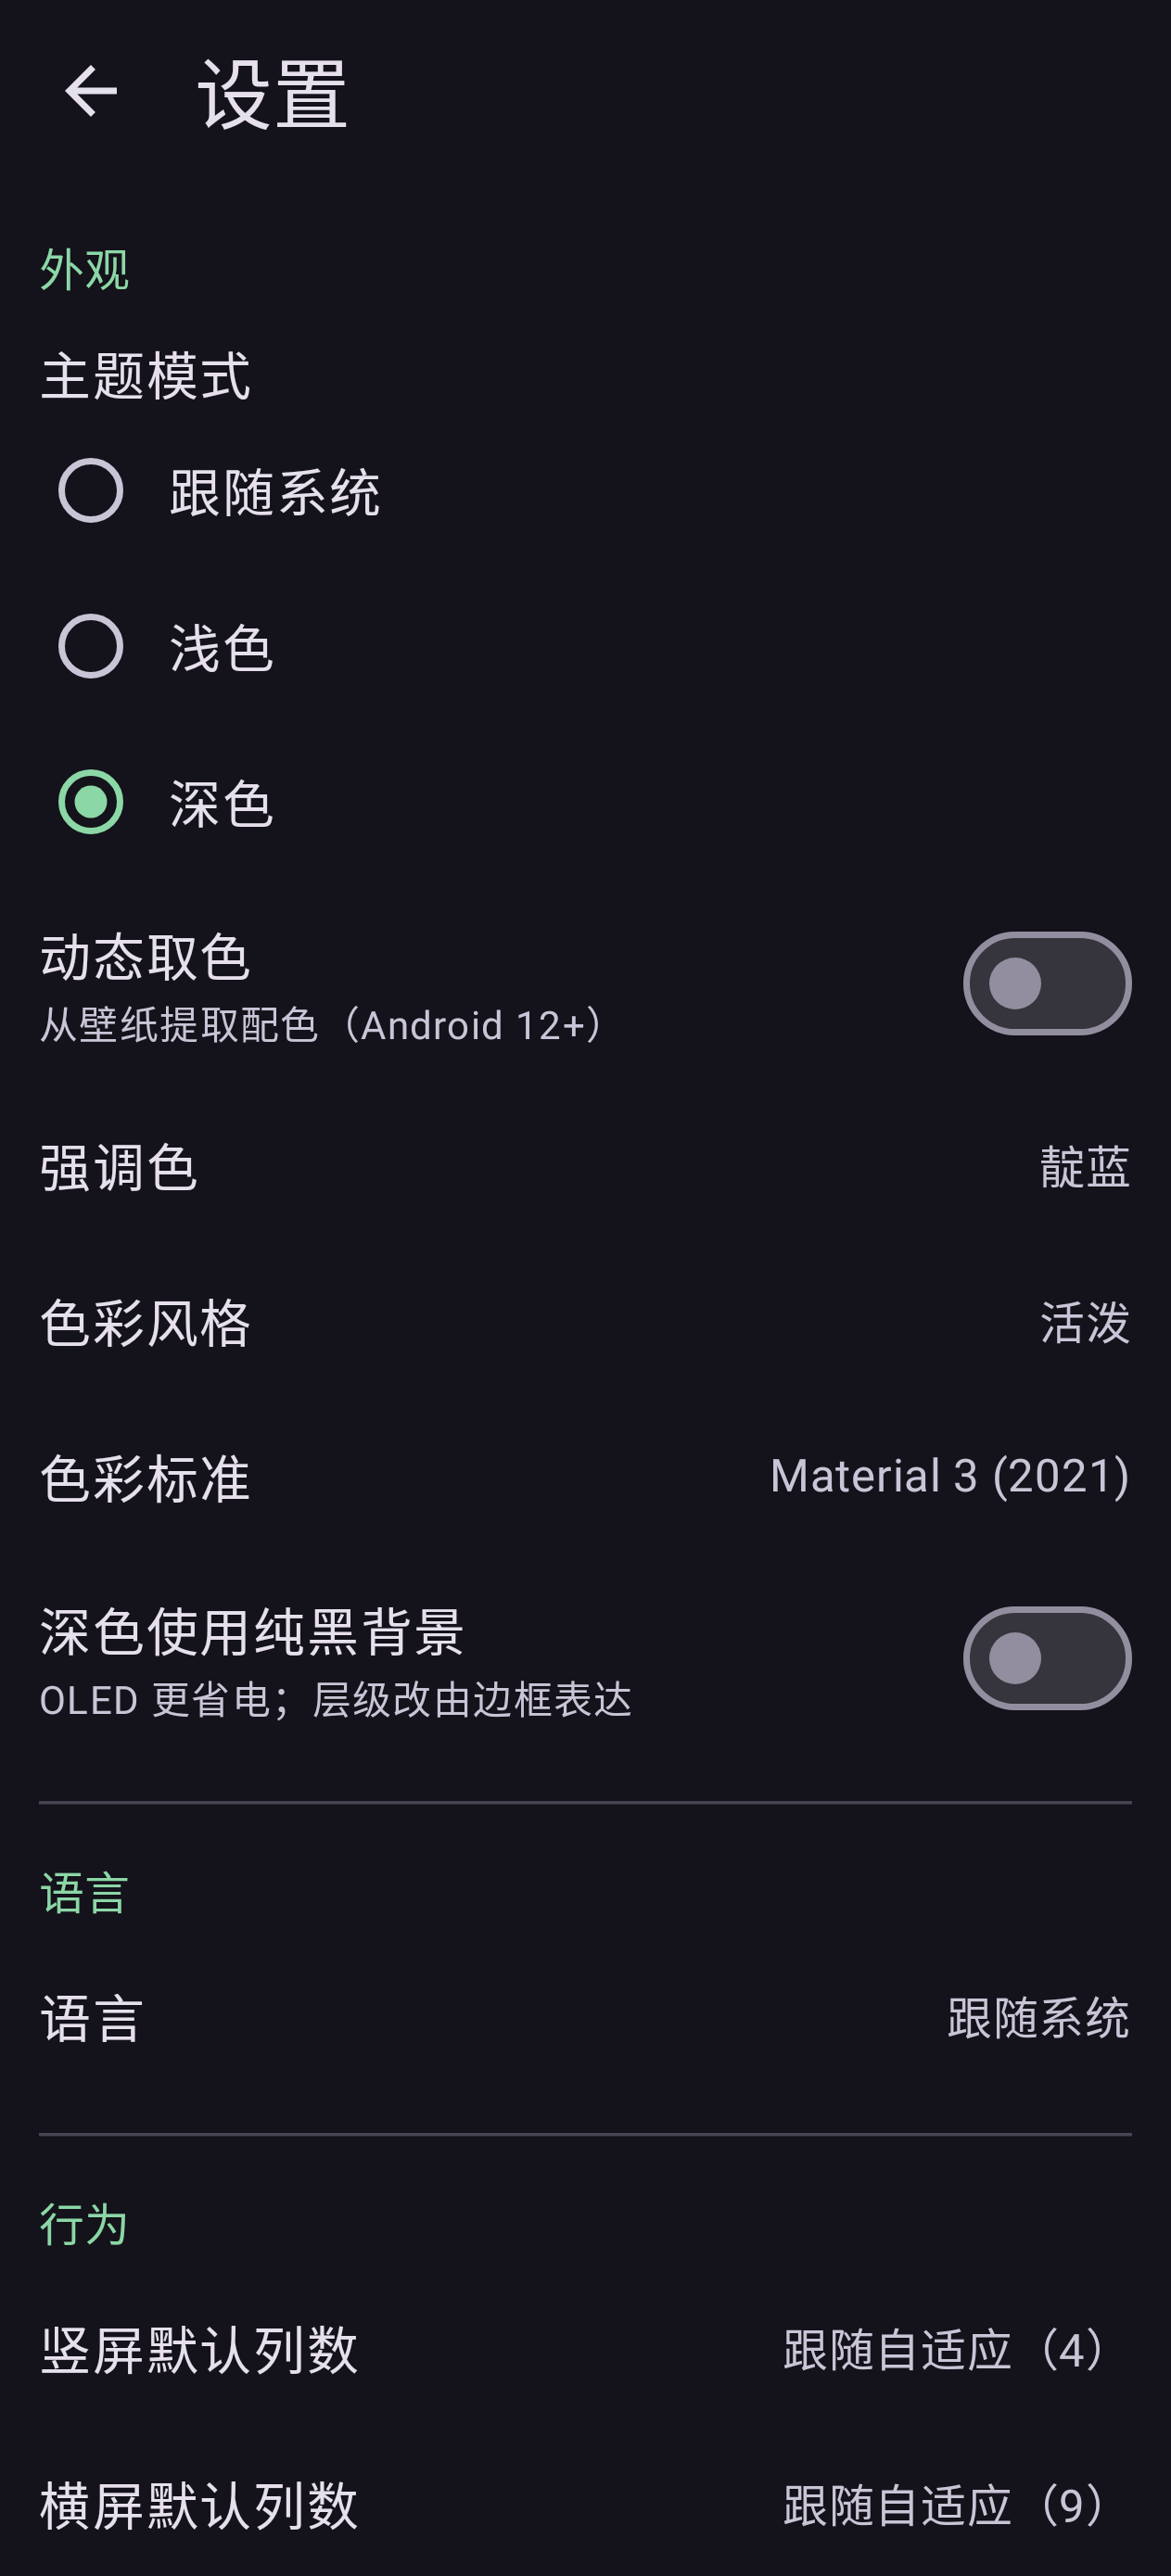 设置
外观
主题模式
跟随系统
浅色
深色
动态取色
从壁纸提取配色（Android 12+）
强调色
靛蓝
色彩风格
活泼
色彩标准
Material 3 (2021)
深色使用纯黑背景
OLED 更省电；层级改由边框表达
语言
语言
跟随系统
行为
竖屏默认列数
跟随自适应（4）
横屏默认列数
跟随自适应（9）